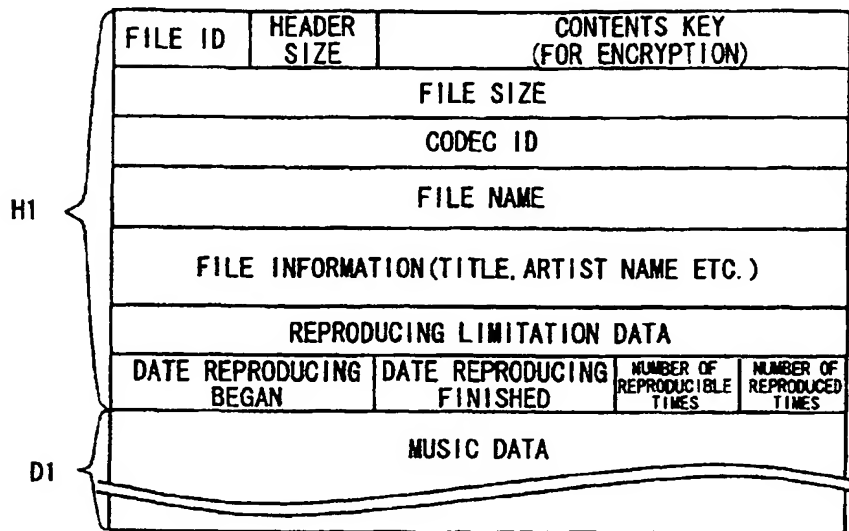 FILE ID
HEADER SIZE
CONTENTS KEY
(FOR ENCRYPTION)
FILE SIZE
CODEC ID
FILE NAME
H1
FILE INFORMATION(TITLE, ARTIST NAME ETC.)
REPRODUCING LIMITATION DATA
DATE REPRODUCING
BEGAN
DATE REPRODUCING
FINISHED
NUMBER OF
REPRODUCIBLE
TIMES
NUMBER OF
REPRODUCED
TIMES
MUSIC DATA
D1